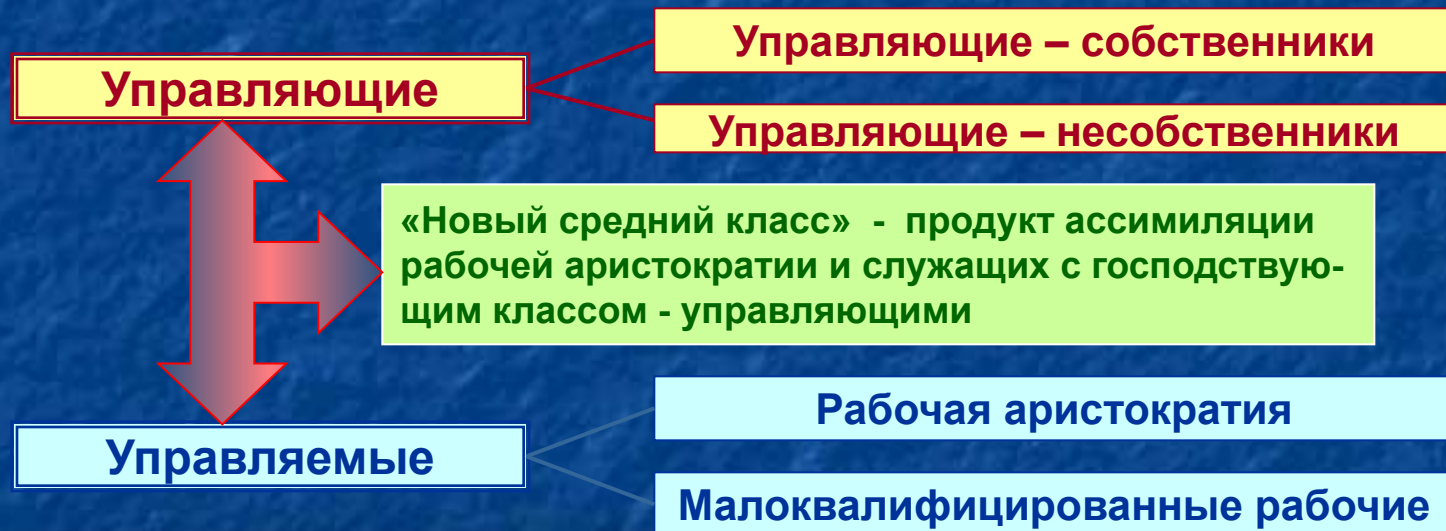 Управляющие – собственники
Управляющие
Управляющие – несобственники
«Новый средний класс» - продукт ассимиляции
рабочей аристократии и служащих с господствую-
щим классом - управляющими
Рабочая аристократия
Управляемые
Малоквалифицированные рабочие